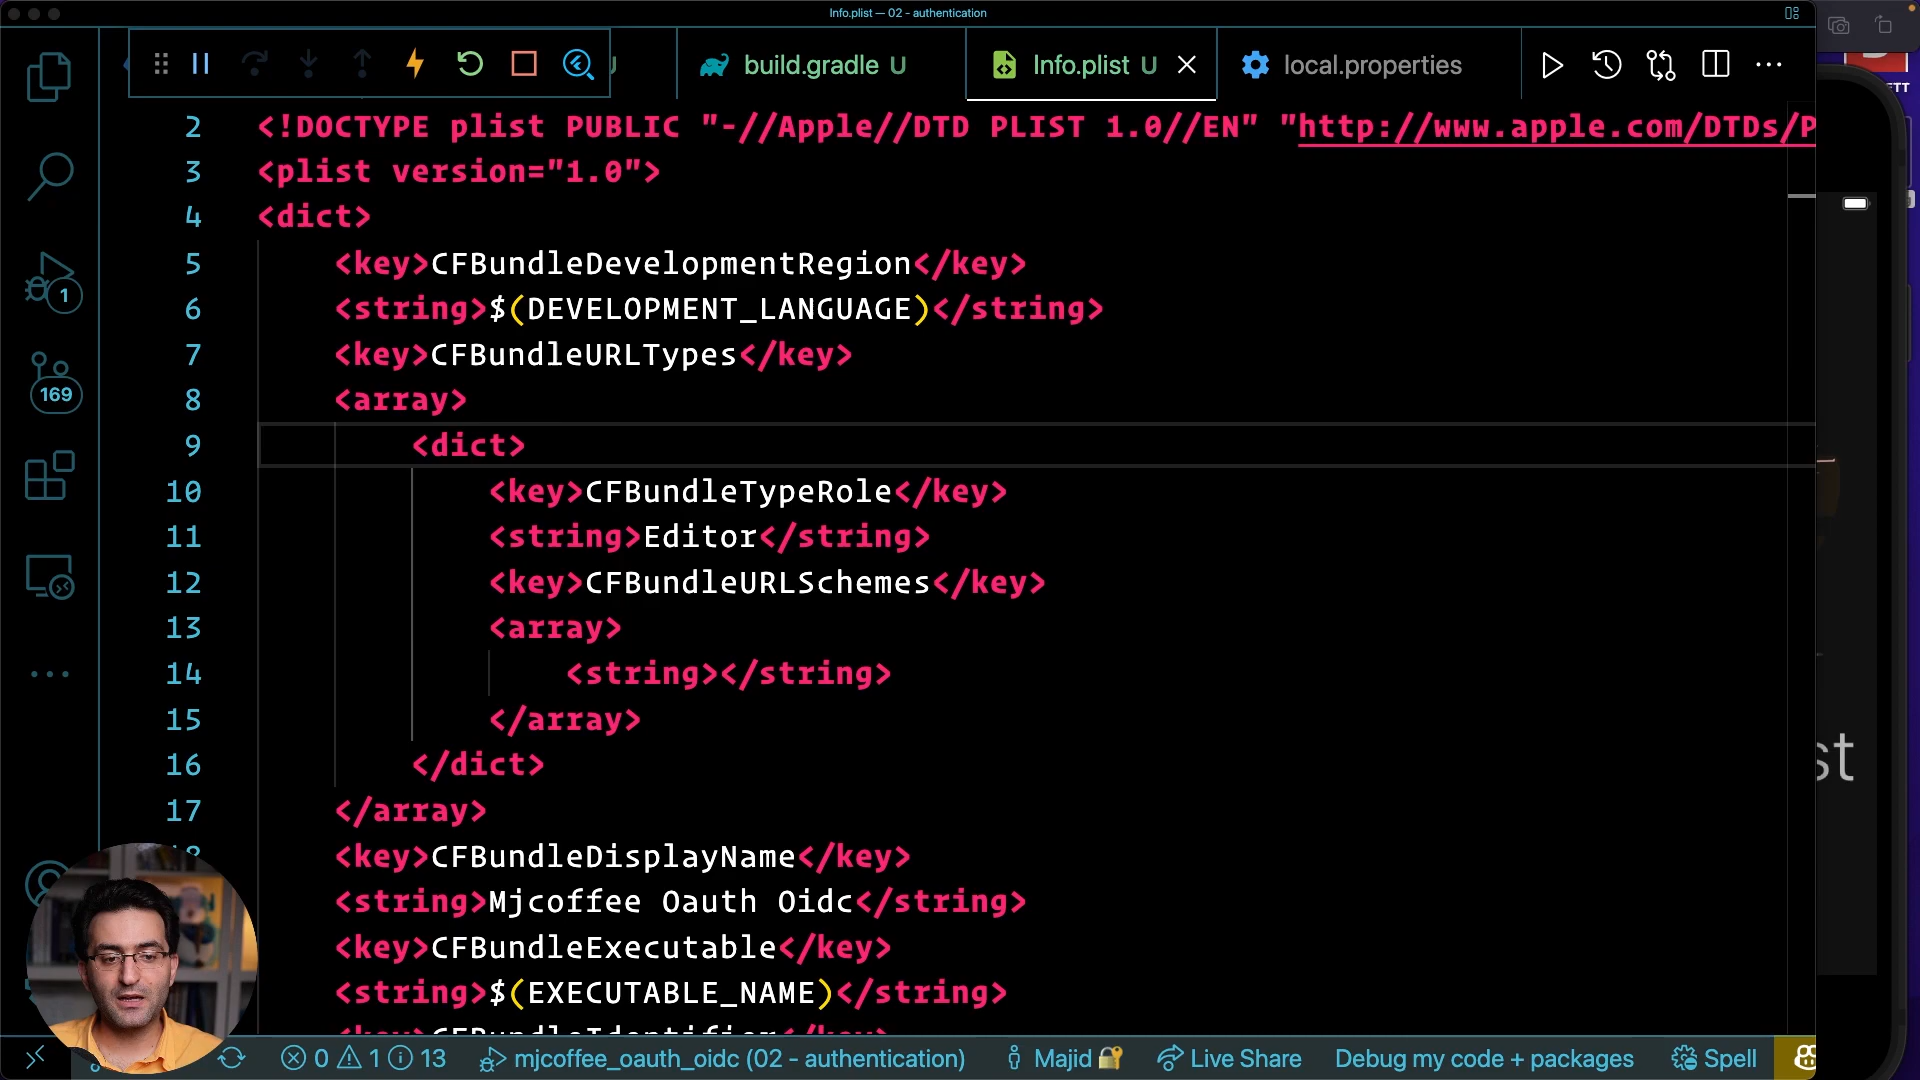 Info.plist — 02 - authentication
build.gradle U
Info.plist U
local.properties
2 <!DOCTYPE plist PUBLIC "-//Apple//DTD PLIST 1.0//EN" "http://www.apple.com/DTDs/P
3 <plist version="1.0">
4 <dict>
5 <key>CFBundleDevelopmentRegion</key>
6 <string>$(DEVELOPMENT_LANGUAGE)</string>
7 <key>CFBundleURLTypes</key>
8 <array>
9 <dict>
10 <key>CFBundleTypeRole</key>
11 <string>Editor</string>
12 <key>CFBundleURLSchemes</key>
13 <array>
14 <string></string>
15 </array>
16 </dict>
17 </array>
<key>CFBundleDisplayName</key>
<string>Mjcoffee Oauth Oidc</string>
<key>CFBundleExecutable</key>
<string>$(EXECUTABLE_NAME)</string>
<key>CFBundleIdentifier</key>
1
169
st
0 1 13 mjcoffee_oauth_oidc (02 - authentication) Majid 🔐 Live Share Debug my code + packages Spell